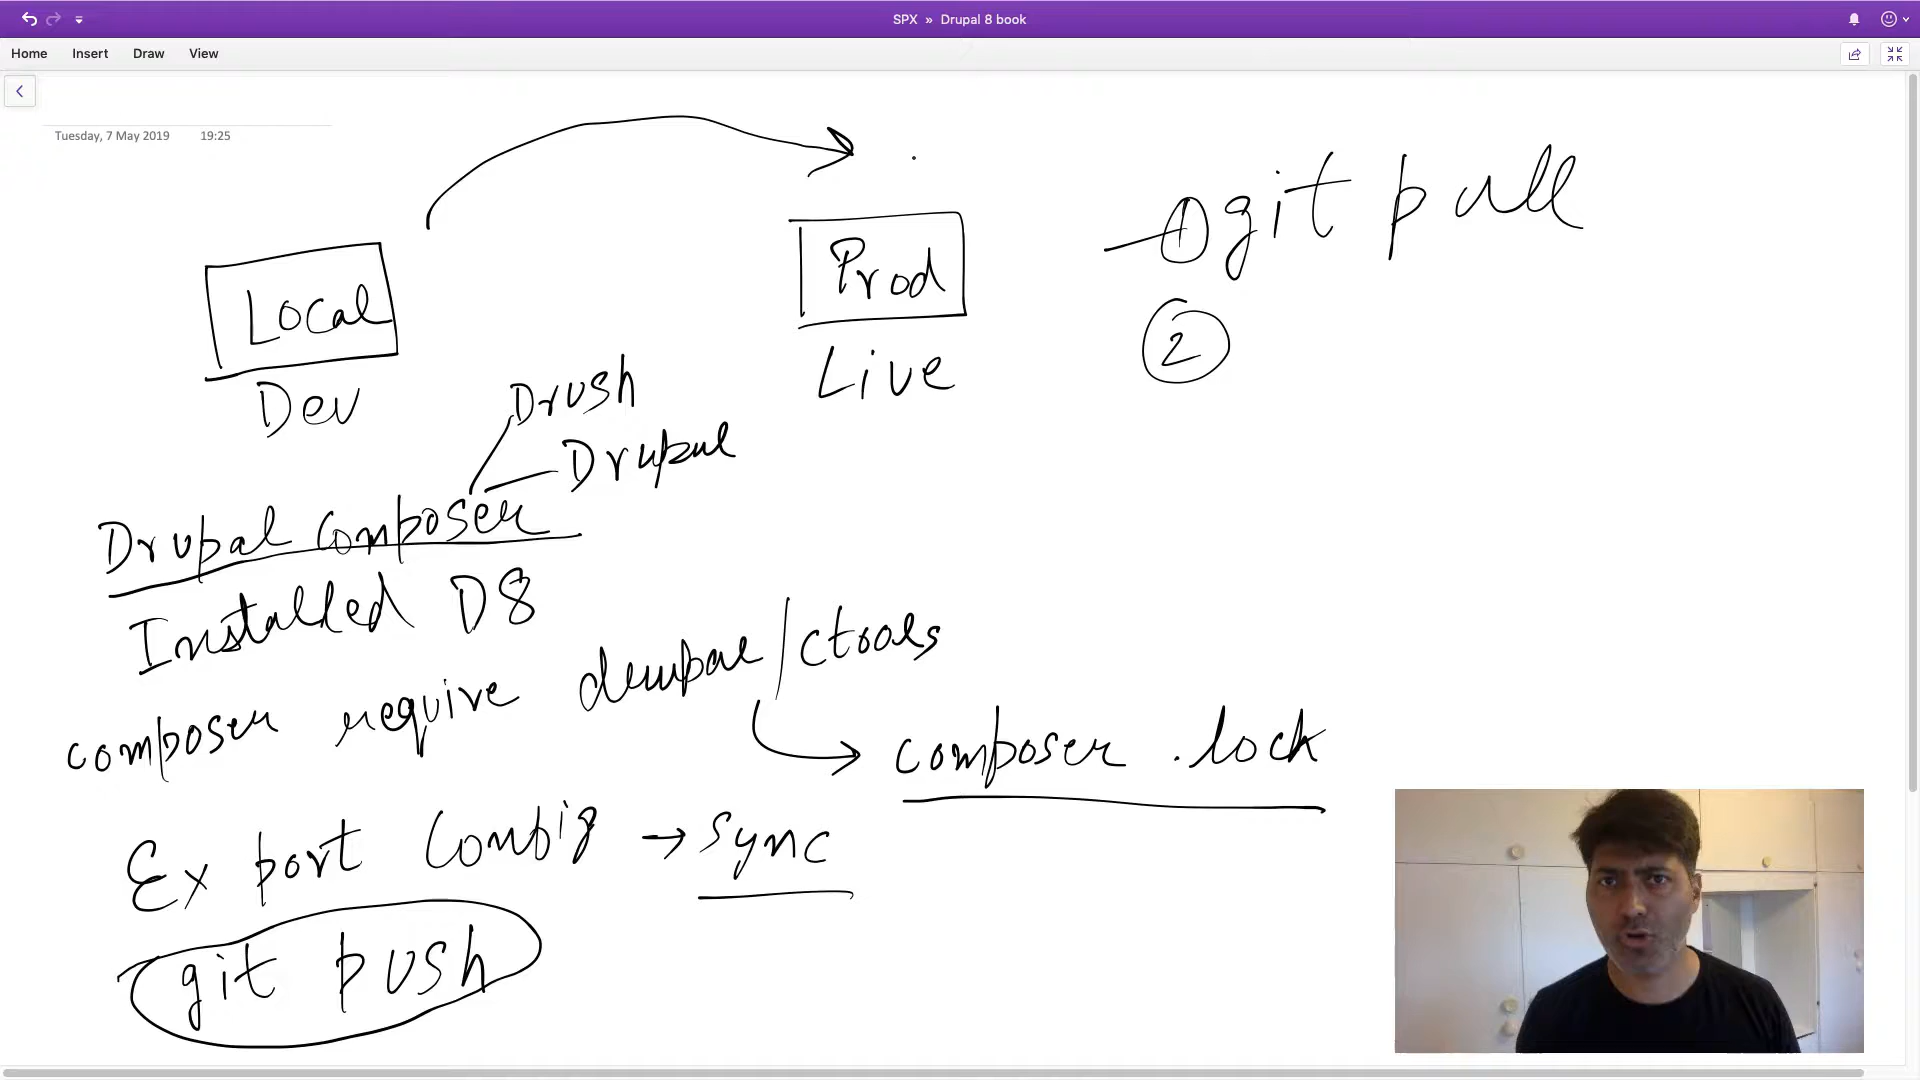 SPX » Drupal 8 book
Home Insert Draw View
Tuesday, 7 May 2019 19:25
Local
Dev
Prod
Live
1 git pull
2
Drush
Drupal
Drupal Composer
Installed D8
composer require drupal/ctools
composer .lock
Export Config → sync
git push